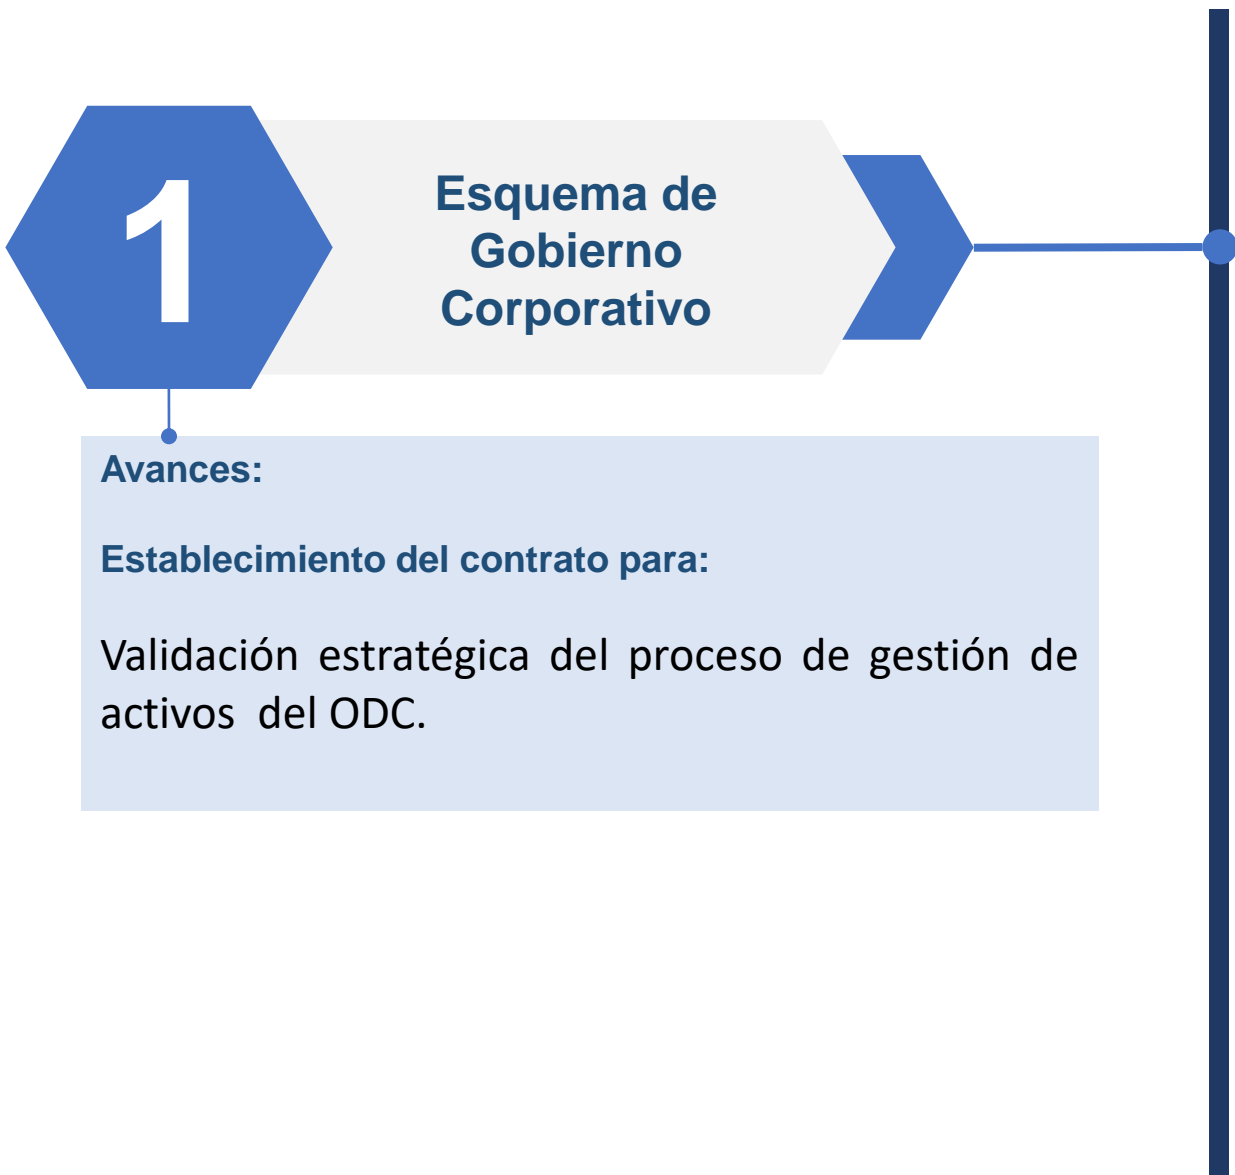 1
Esquema de
Gobierno
Corporativo
Avances:
Establecimiento del contrato para:
Validación estratégica del proceso de gestión de
activos  del ODC.